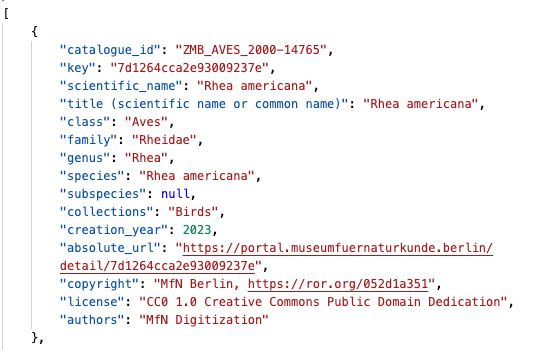 [
{
"catalogue_id": "ZMB_AVES_2000-14765",
"key": "7d1264cca2e93009237e",
"scientific_name": "Rhea americana",
"title (scientific name or common name)": "Rhea americana",
"class": "Aves",
"family": "Rheidae",
"genus": "Rhea",
"species": "Rhea americana",
"subspecies": null,
"collections": "Birds",
"creation_year": 2023,
"absolute_url": "https://portal.museumfuernaturkunde.berlin/
detail/7d1264cca2e93009237e",
"copyright": "MfN Berlin, https://ror.org/052d1a351",
"license": "CC0 1.0 Creative Commons Public Domain Dedication",
"authors": "MfN Digitization"
},